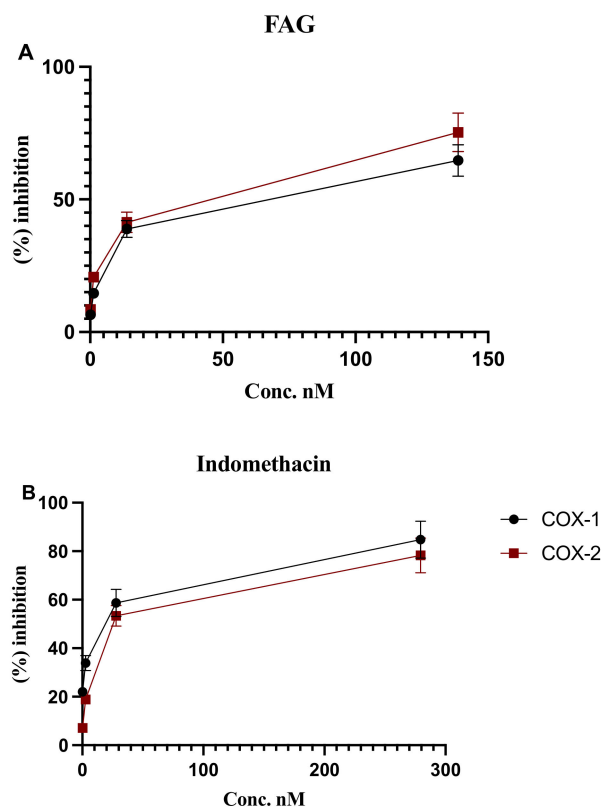 FAG
A
100
50
0
(%) inhibition
0 50 100 150
Conc. nM
Indomethacin
B
100
80
60
40
20
0
(%) inhibition
0 100 200 300
Conc. nM
COX-1
COX-2